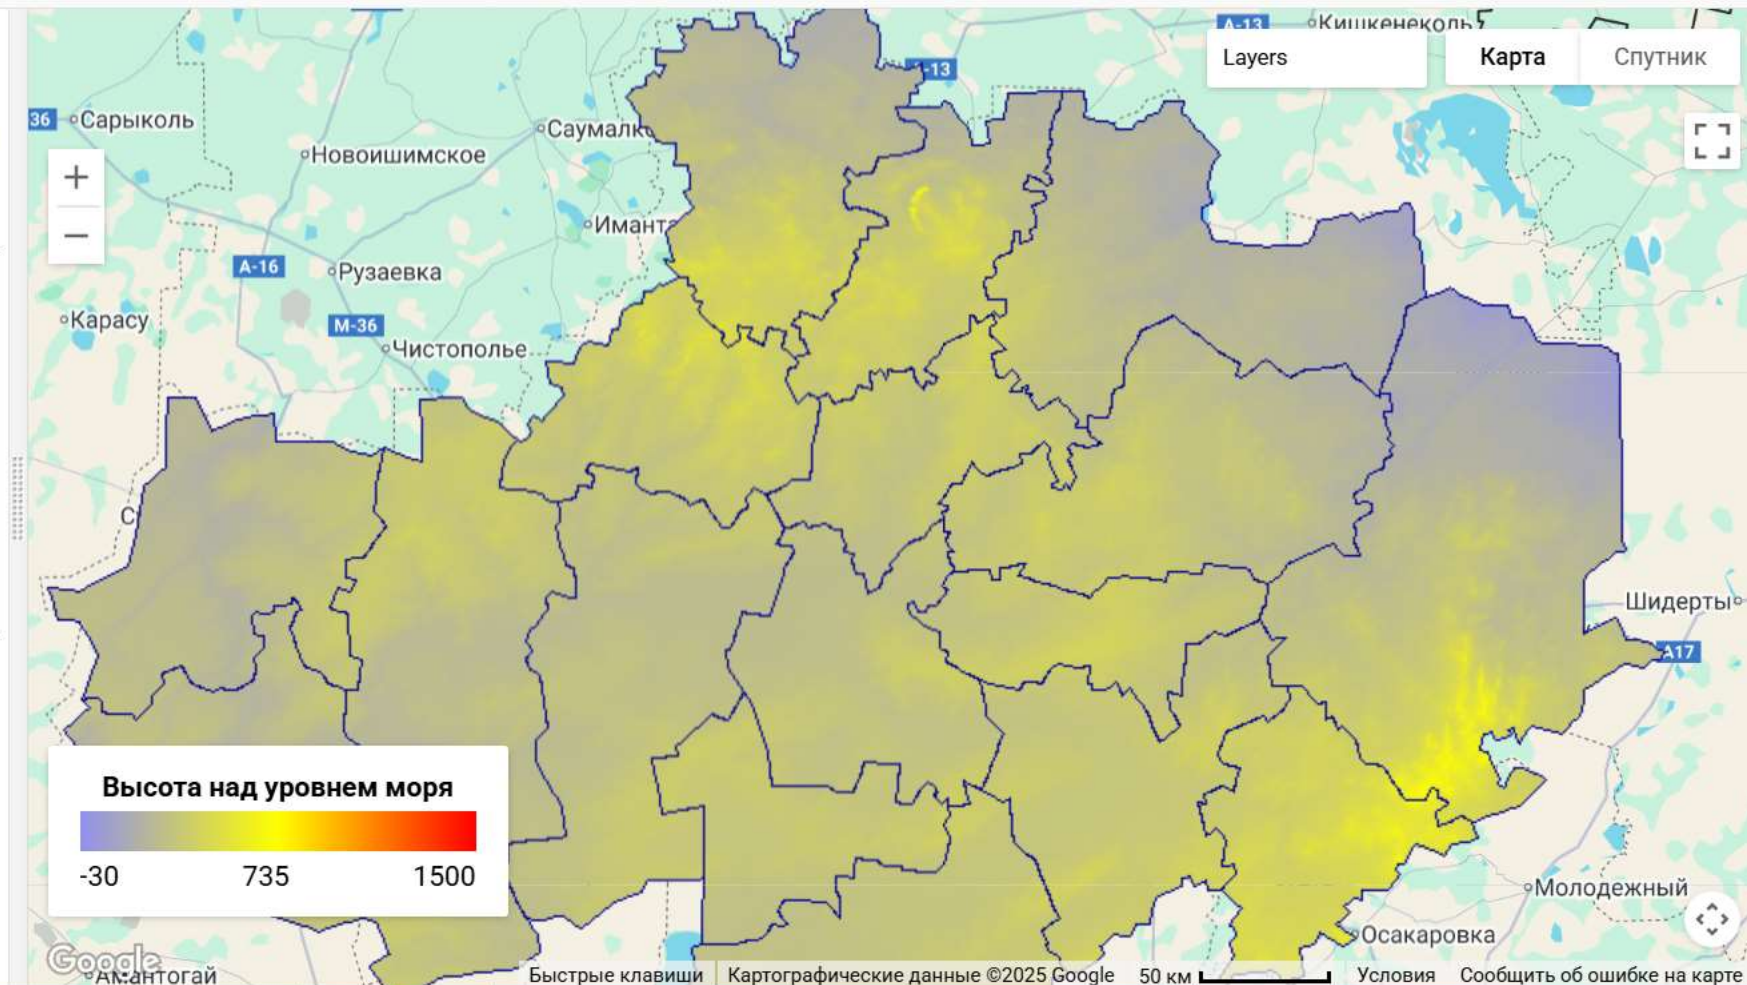 А-13
Кишкенеколь
Layers
Карта
Спутник
-13
36
Сарыколь
Саумалк
Новоишимское
+
−
Иманта
А-16
Рузаевка
Карасу
М-36
Чистополье
С
Шидерты
А17
Высота над уровнем моря
-30
735
1500
Молодежный
Осакаровка
Google
Амантогай
Быстрые клавиши
Картографические данные ©2025 Google
50 км
Условия
Сообщить об ошибке на карте